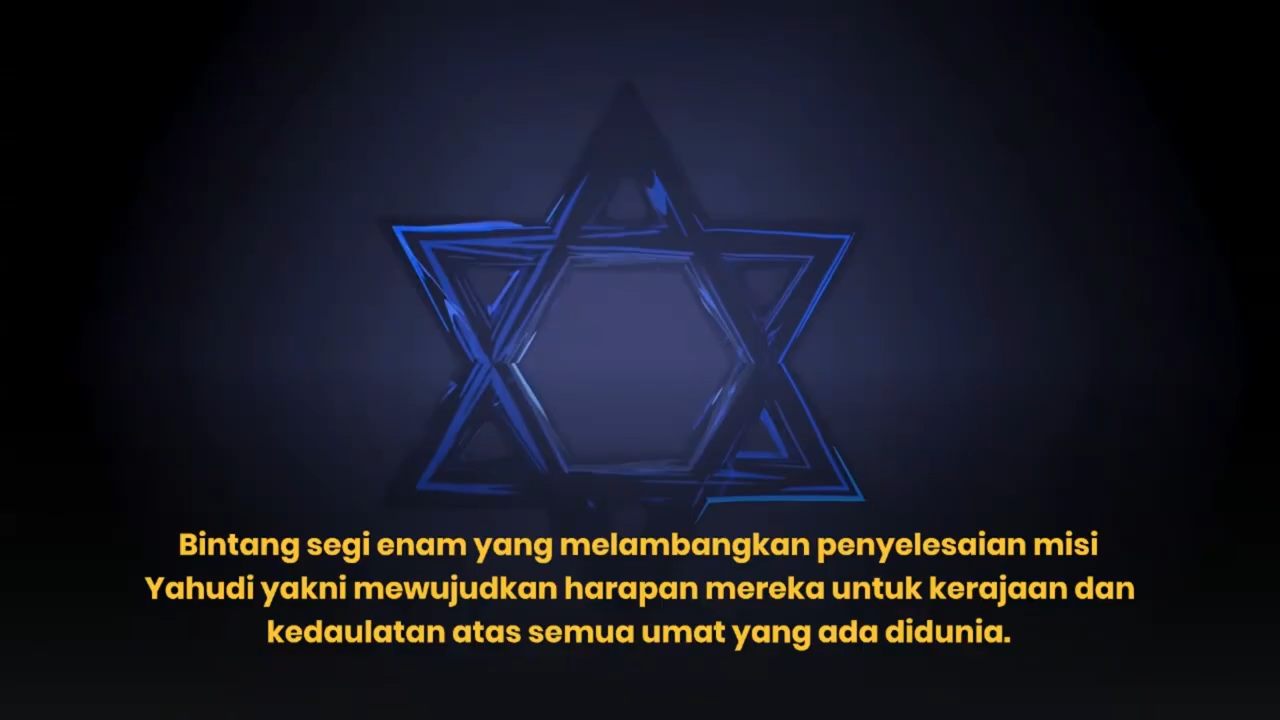 Bintang segi enam yang melambangkan penyelesaian misi
Yahudi yakni mewujudkan harapan mereka untuk kerajaan dan
kedaulatan atas semua umat yang ada didunia.